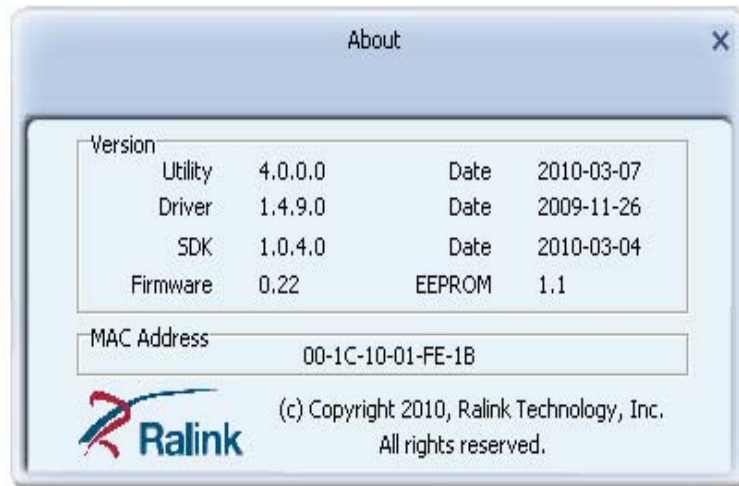 About
Version
Utility 4.0.0.0 Date 2010-03-07
Driver 1.4.9.0 Date 2009-11-26
SDK 1.0.4.0 Date 2010-03-04
Firmware 0.22 EEPROM 1.1
MAC Address
00-1C-10-01-FE-1B
Ralink
(c) Copyright 2010, Ralink Technology, Inc.
All rights reserved.